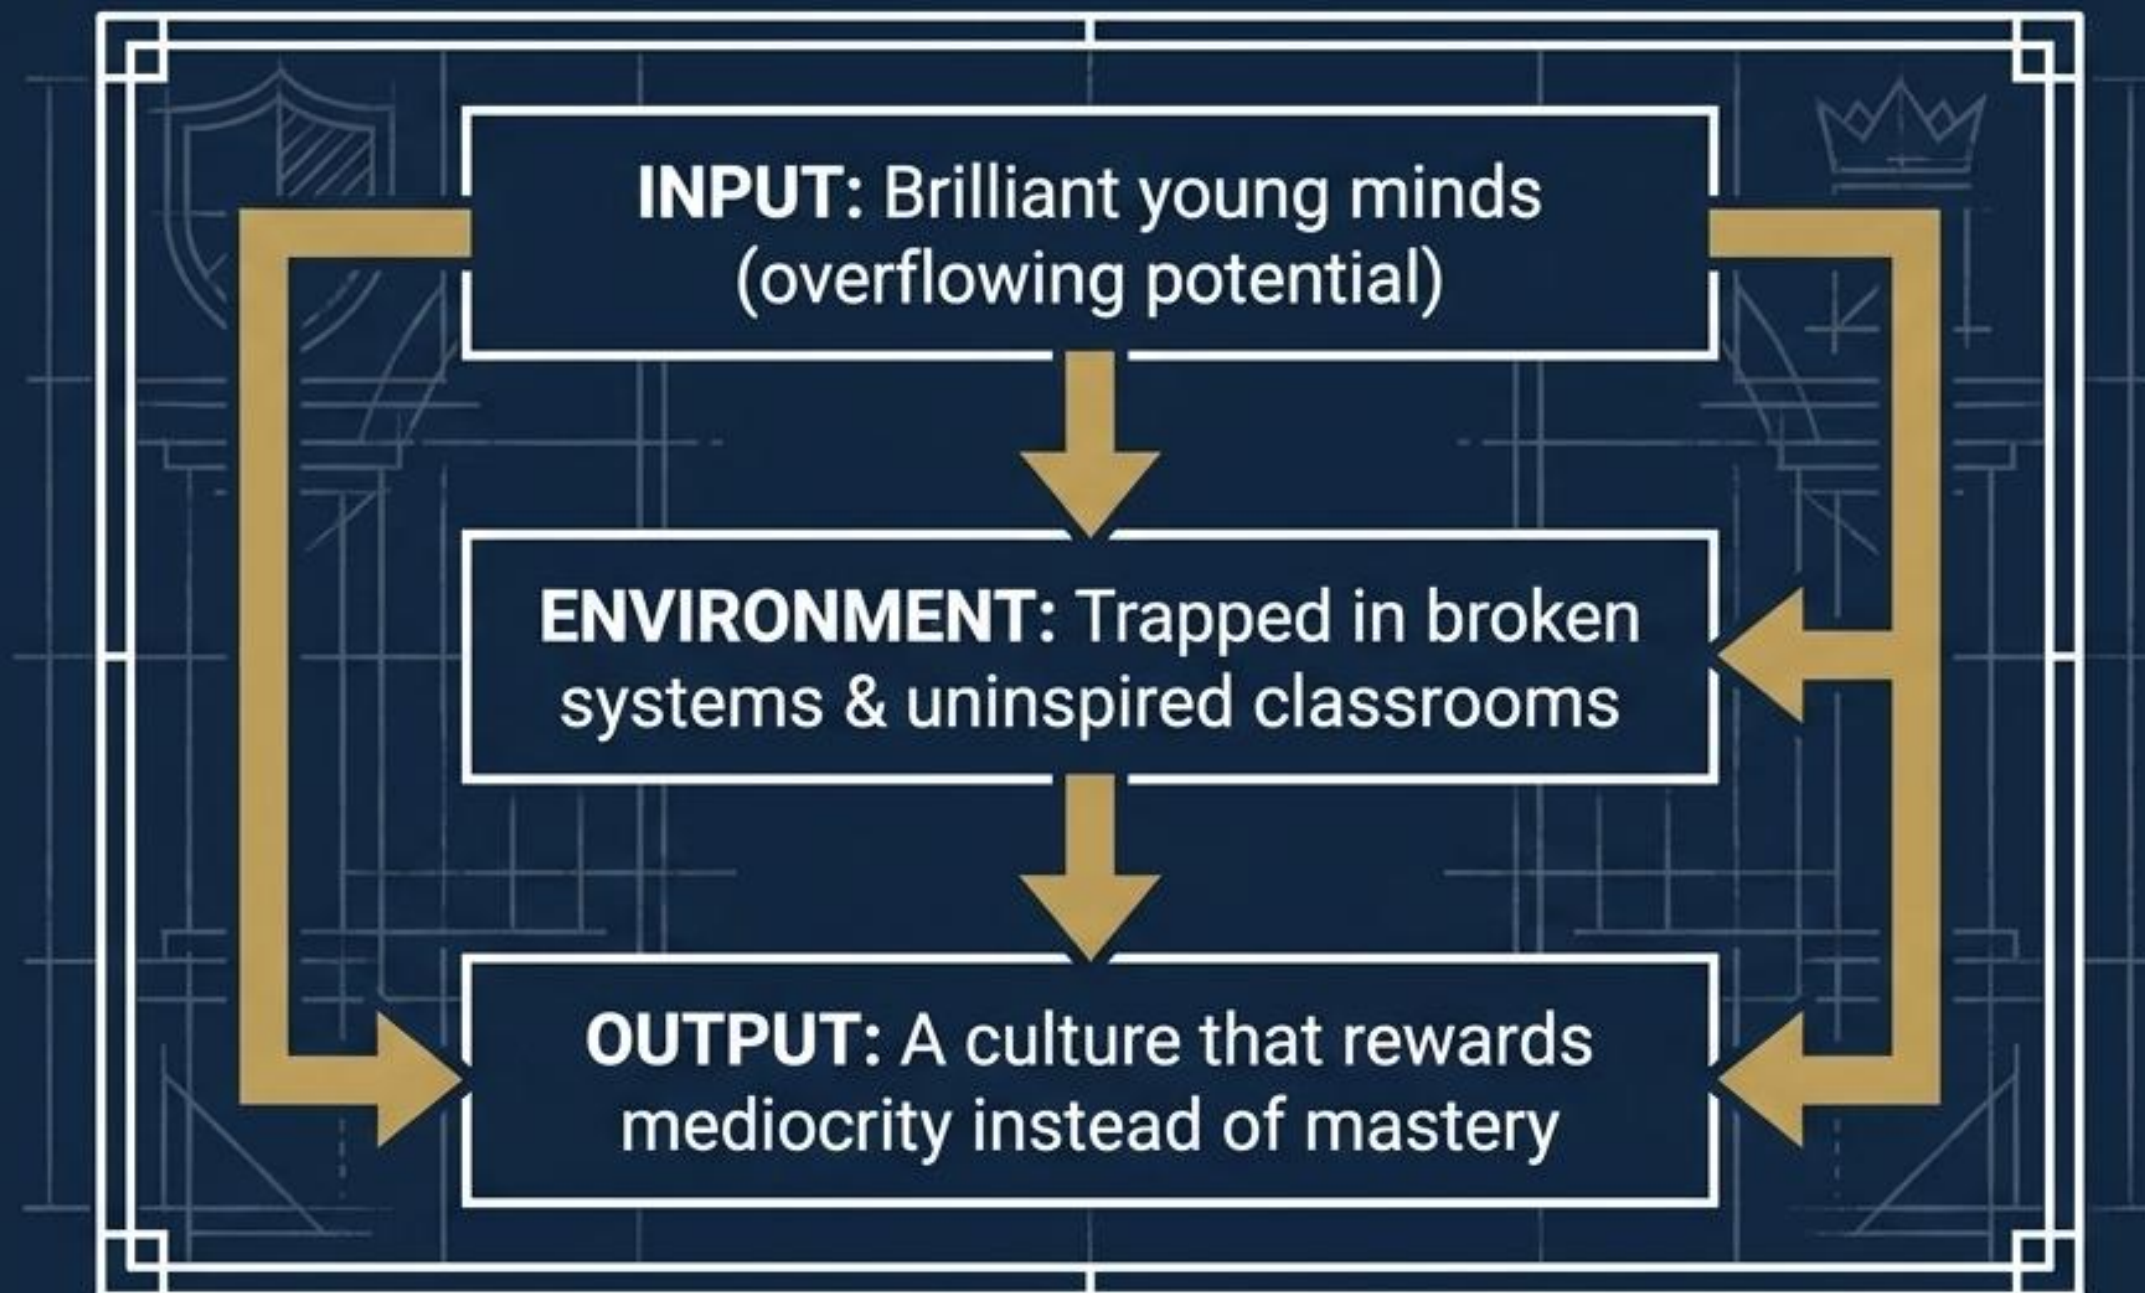 INPUT: Brilliant young minds
(overflowing potential)
ENVIRONMENT: Trapped in broken
systems & uninspired classrooms
OUTPUT: A culture that rewards
mediocrity instead of mastery